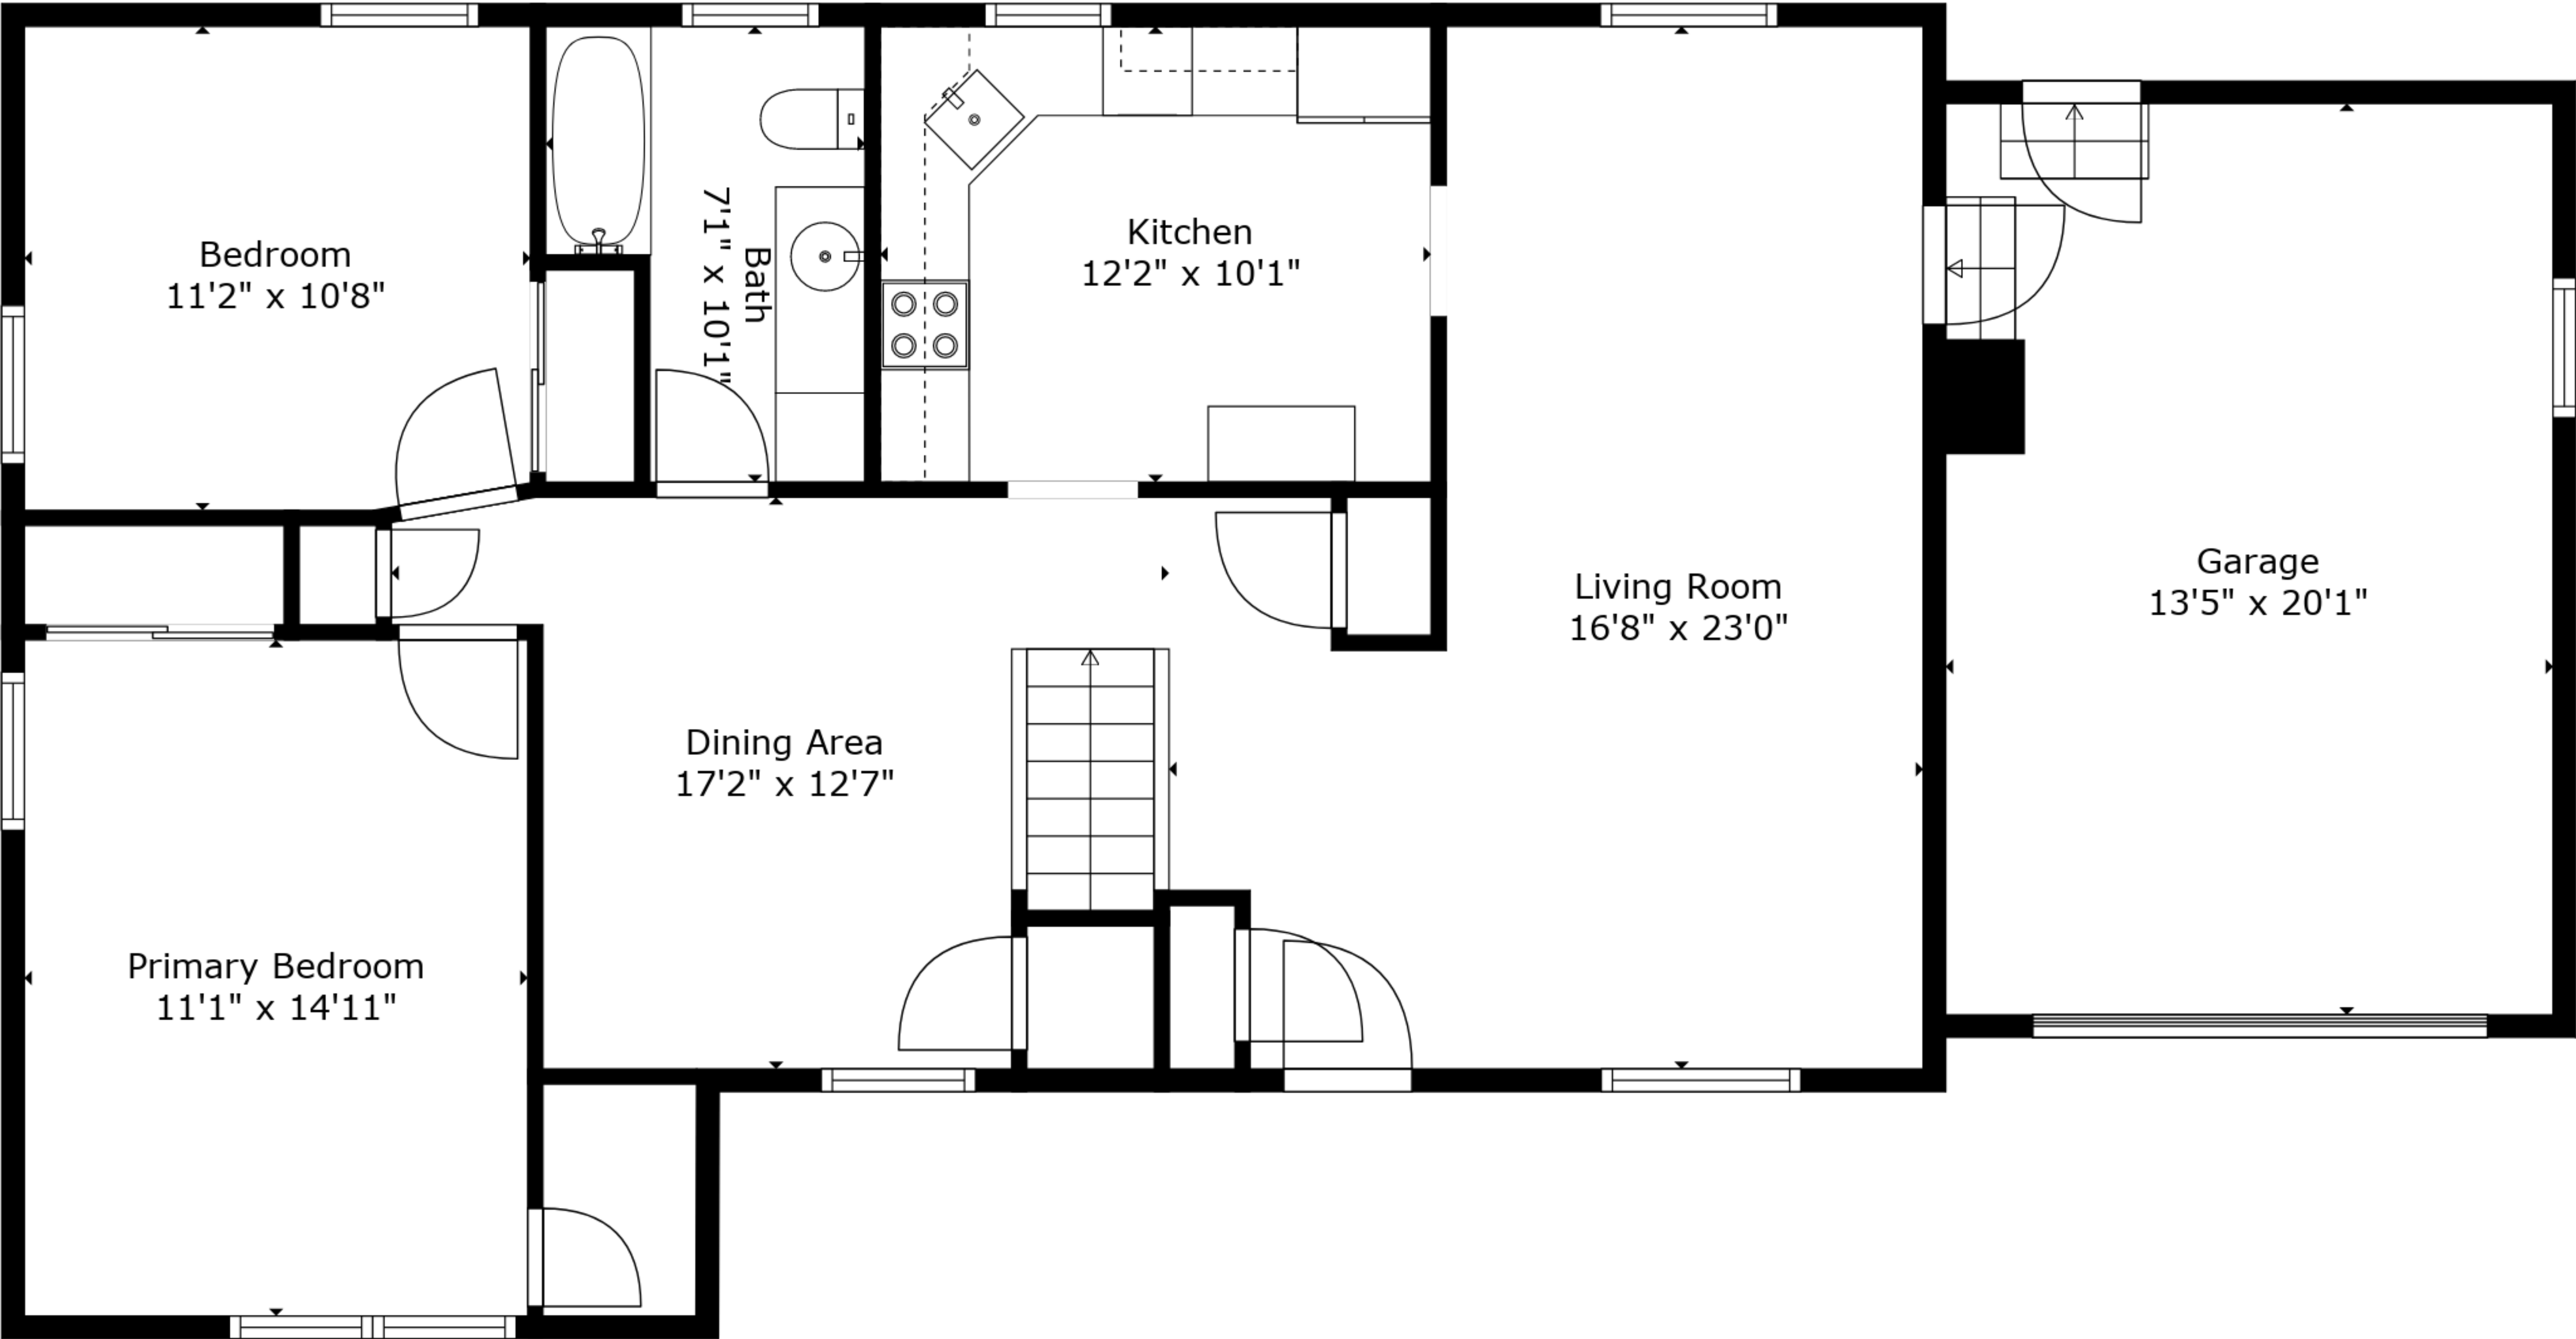 Bedroom
11'2" x 10'8"
Bath
7'1" x 10'1"
Kitchen
12'2" x 10'1"
Living Room
16'8" x 23'0"
Garage
13'5" x 20'1"
Dining Area
17'2" x 12'7"
Primary Bedroom
11'1" x 14'11"